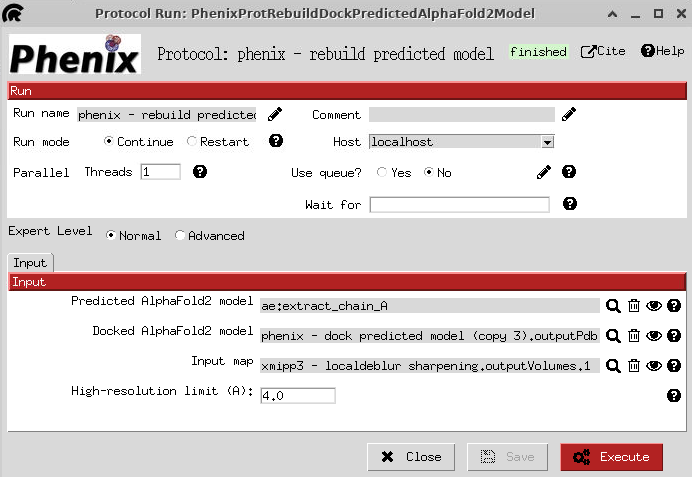 Protocol Run: PhenixProtRebuildDockPredictedAlphaFold2Model
Phenix Protocol: phenix - rebuild predicted model finished Cite Help
Run
Run name phenix - rebuild predicted Comment
Run mode Continue Restart Host localhost
Parallel Threads 1 Use queue? Yes No
Wait for
Expert Level Normal Advanced
Input
Input
Predicted AlphaFold2 model ae:extract_chain_A
Docked AlphaFold2 model phenix - dock predicted model (copy 3).outputPdb
Input map xmipp3 - localdeblur sharpening.outputVolumes.1
High-resolution limit (A): 4.0
Close Save Execute